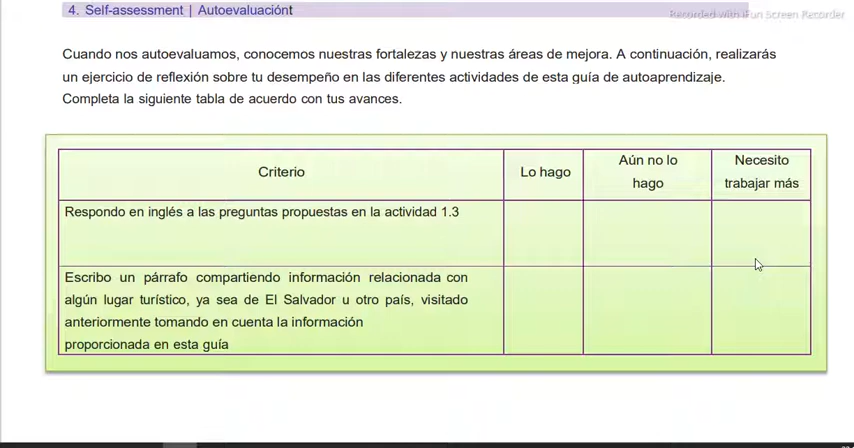 4. Self-assessment | Autoevaluaciónt
Recorded with iFun Screen Recorder
Cuando nos autoevaluamos, conocemos nuestras fortalezas y nuestras áreas de mejora. A continuación, realizarás
un ejercicio de reflexión sobre tu desempeño en las diferentes actividades de esta guía de autoaprendizaje.
Completa la siguiente tabla de acuerdo con tus avances.
Criterio
Lo hago
Aún no lo
hago
Necesito
trabajar más
Respondo en inglés a las preguntas propuestas en la actividad 1.3
Escribo un párrafo compartiendo información relacionada con
algún lugar turístico, ya sea de El Salvador u otro país, visitado
anteriormente tomando en cuenta la información
proporcionada en esta guía